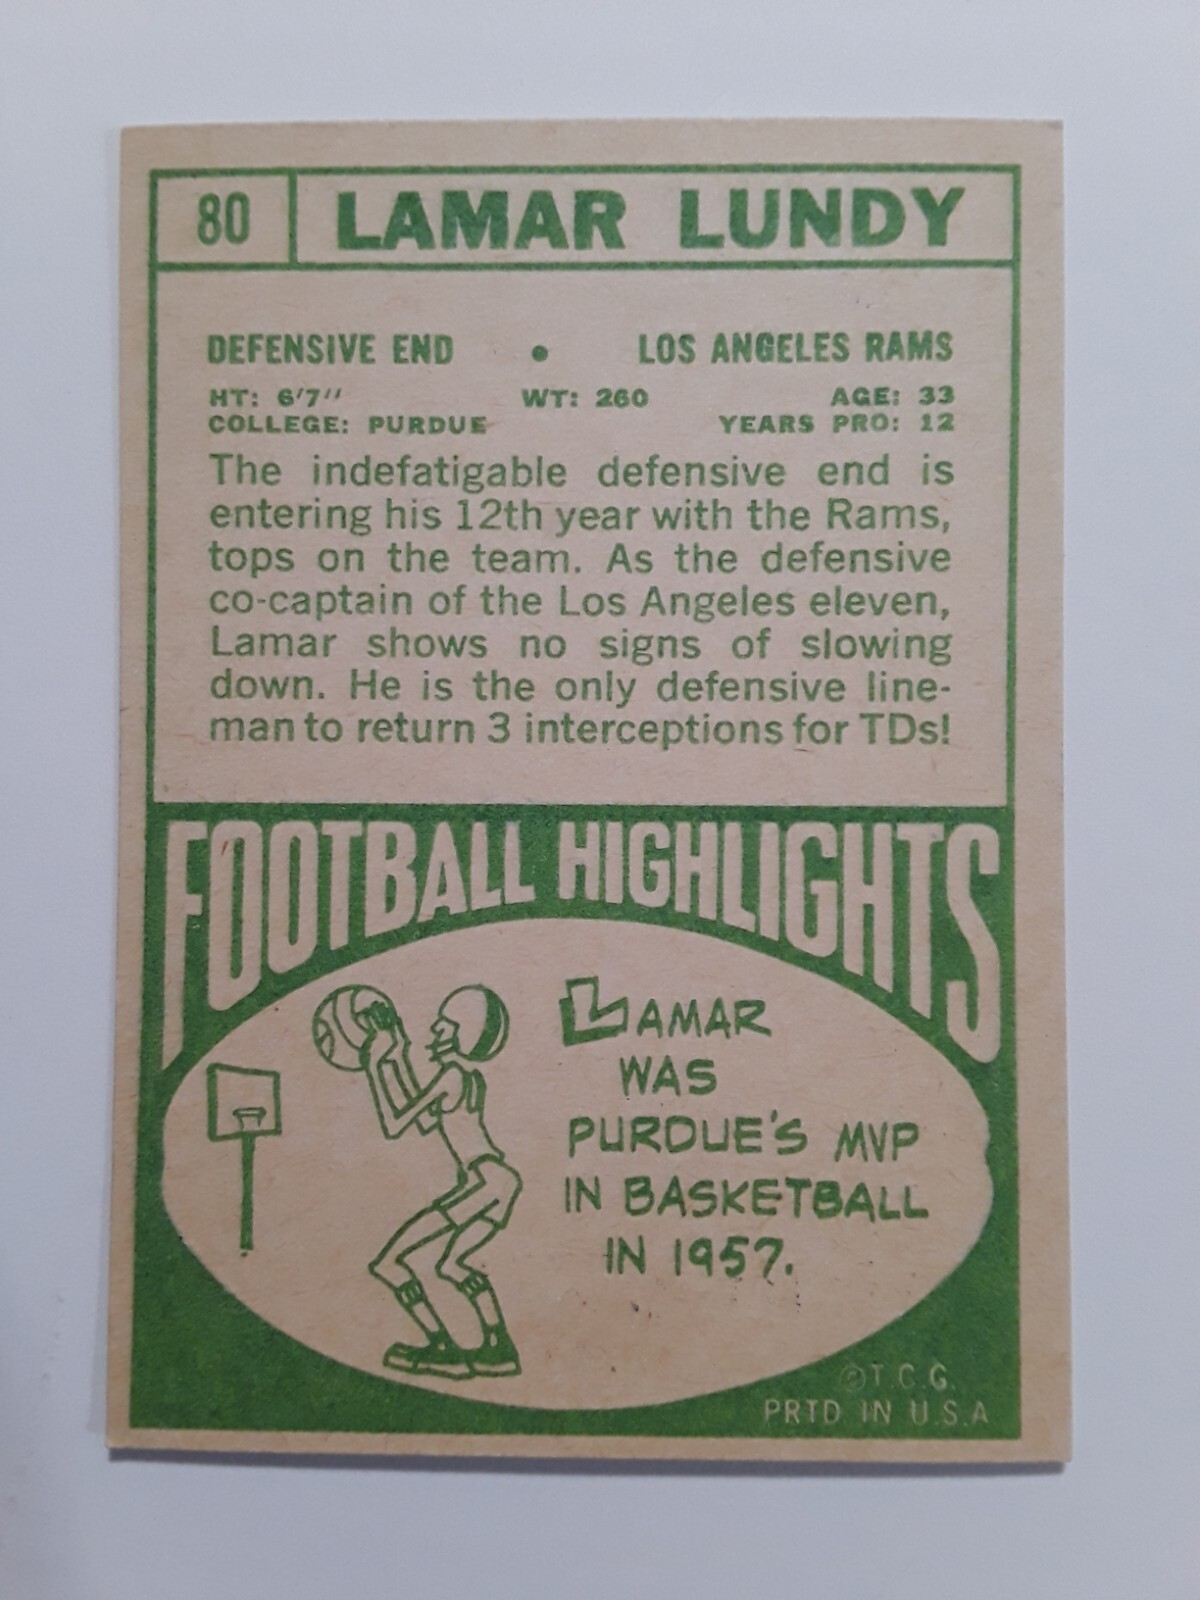 80 LAMAR LUNDY
DEFENSIVE END • LOS ANGELES RAMS
HT: 6'7" WT: 260 AGE: 33
COLLEGE: PURDUE YEARS PRO: 12
The indefatigable defensive end is
entering his 12th year with the Rams,
tops on the team. As the defensive
co-captain of the Los Angeles eleven,
Lamar shows no signs of slowing
down. He is the only defensive line-
man to return 3 interceptions for TDs!
FOOTBALL HIGHLIGHTS
LAMAR
WAS
PURDUE'S MVP
IN BASKETBALL
IN 1957.
©T.C.G.
PRTD IN U.S.A